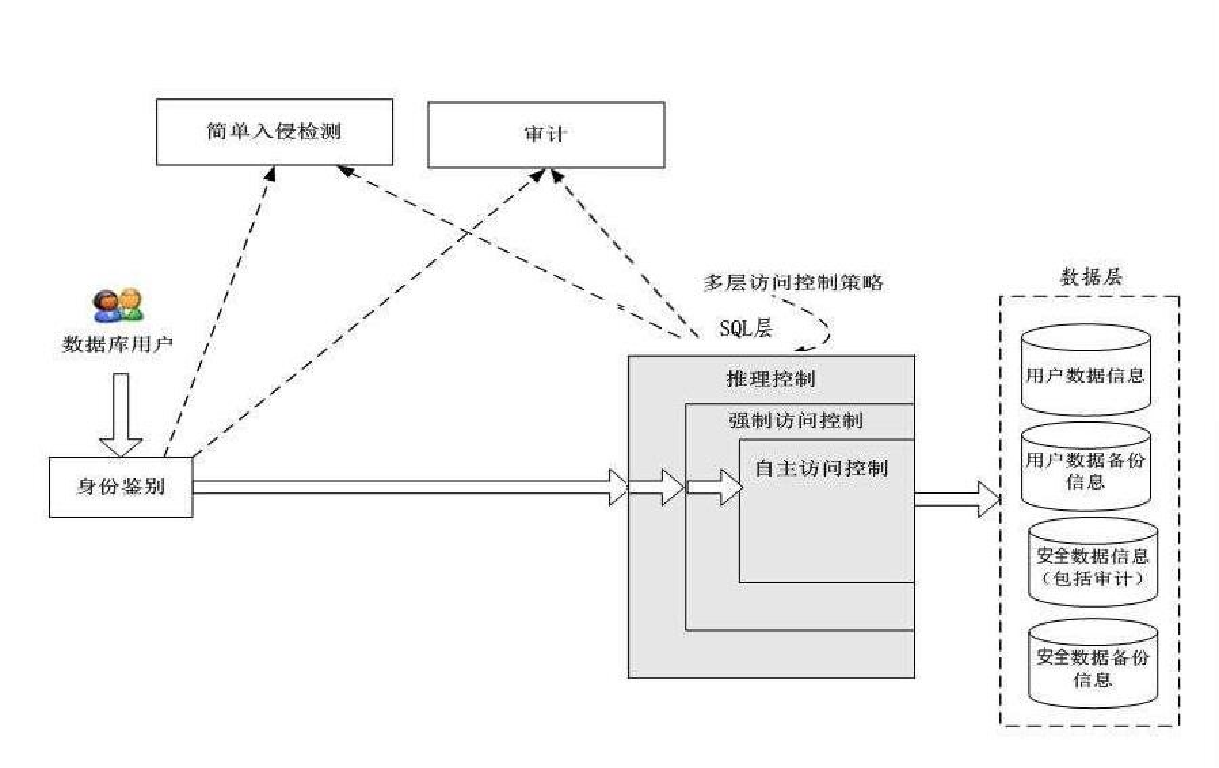 简单入侵检测
审计
数据层
多层访问控制策略
SQL层
数据库用户
推理控制
用户数据信息
强制访问控制
用户数据备份
信息
自主访问控制
身份鉴别
安全数据信息
（包括审计）
安全数据备份
信息